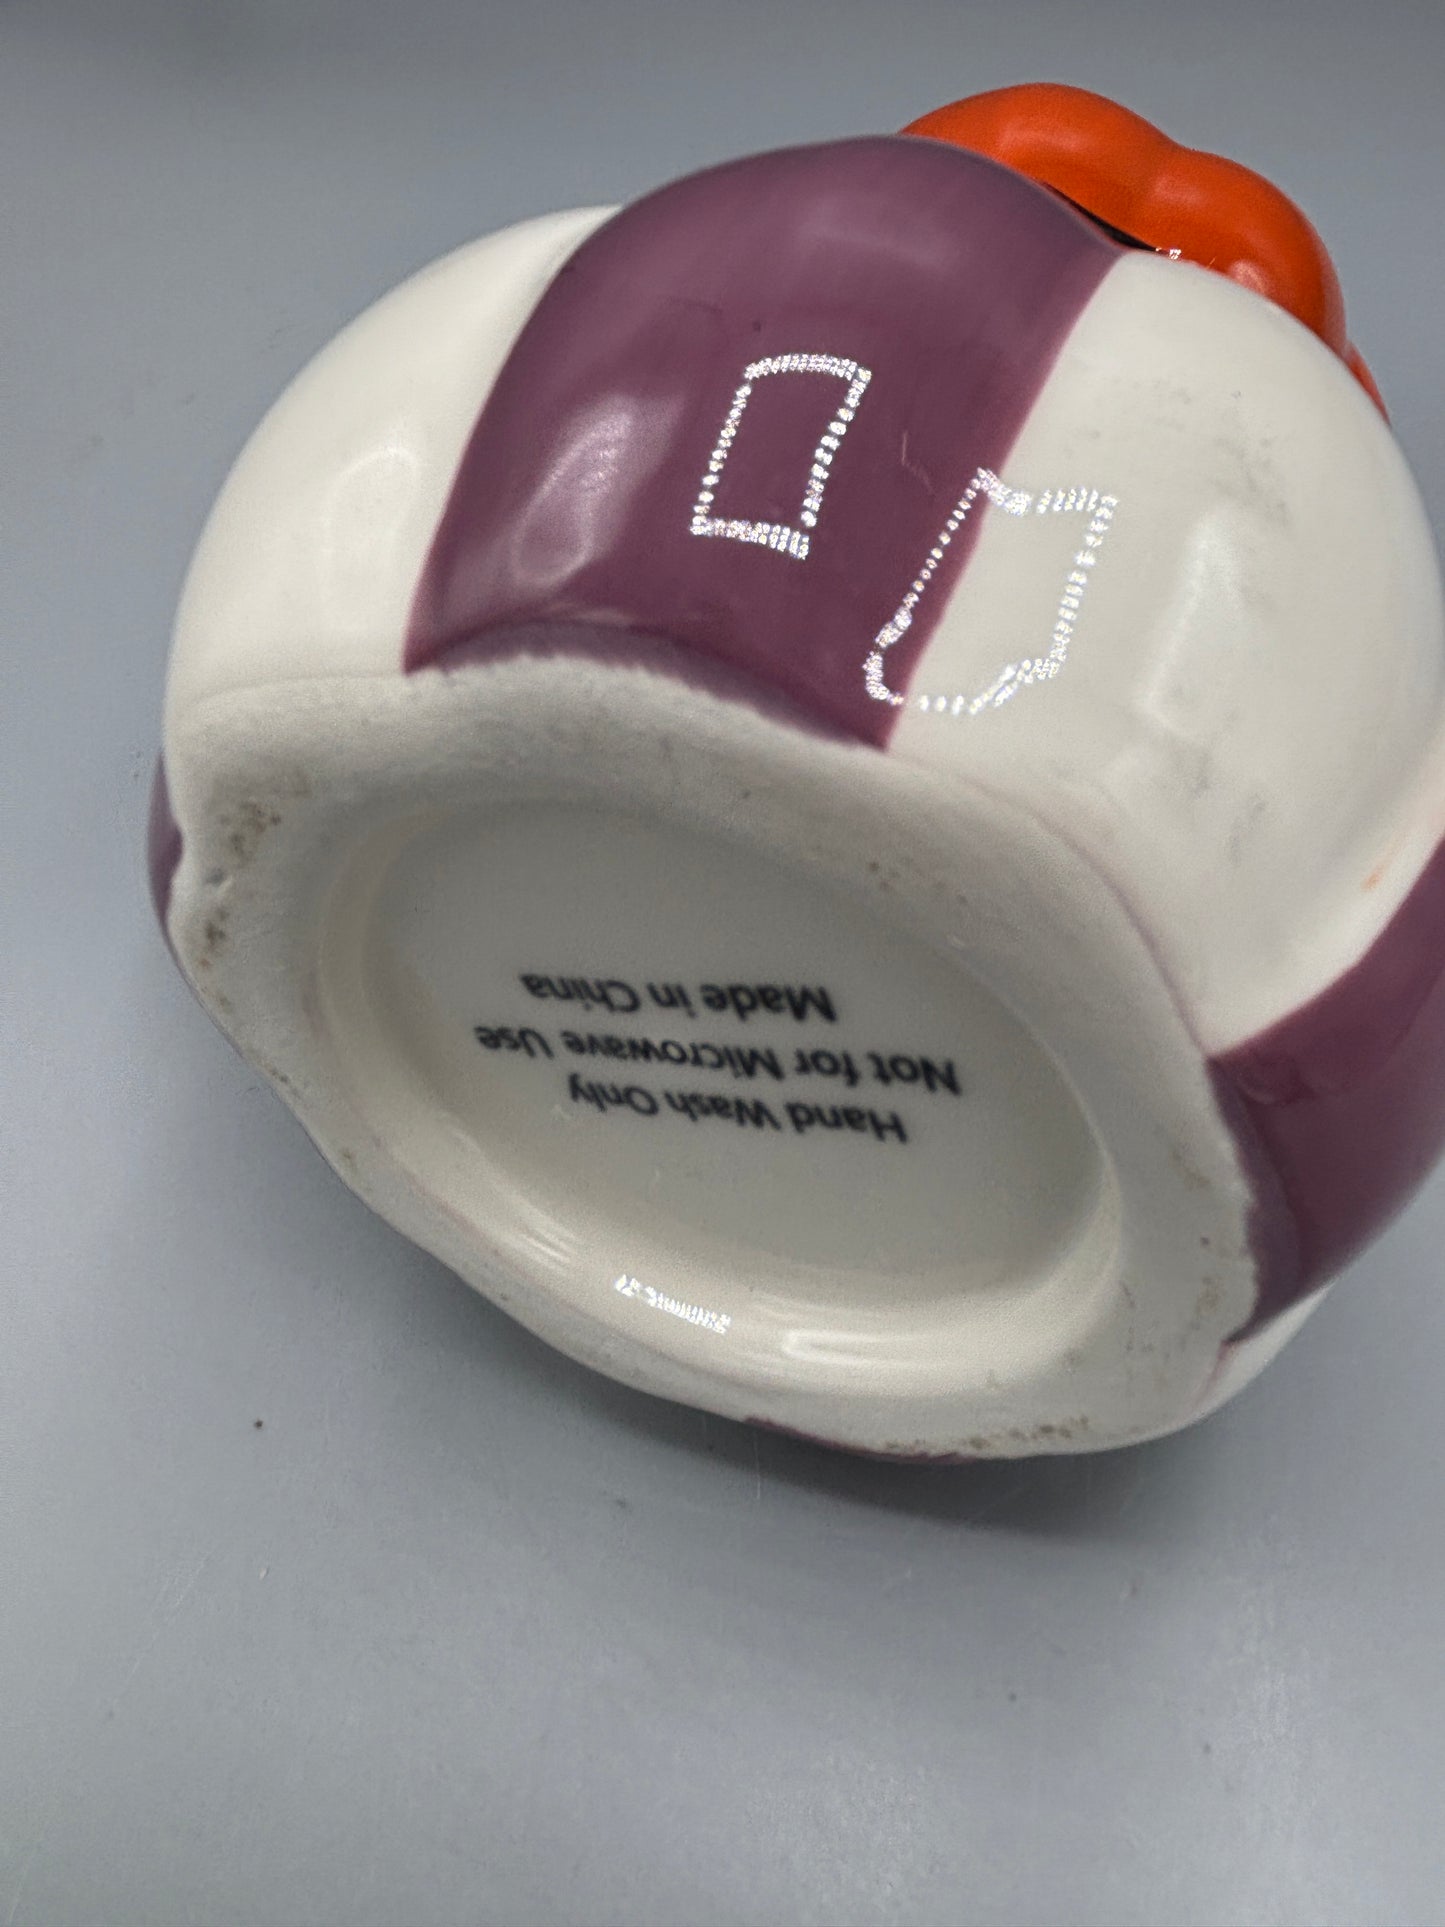 Hand Wash Only
Not for Microwave Use
Made in China